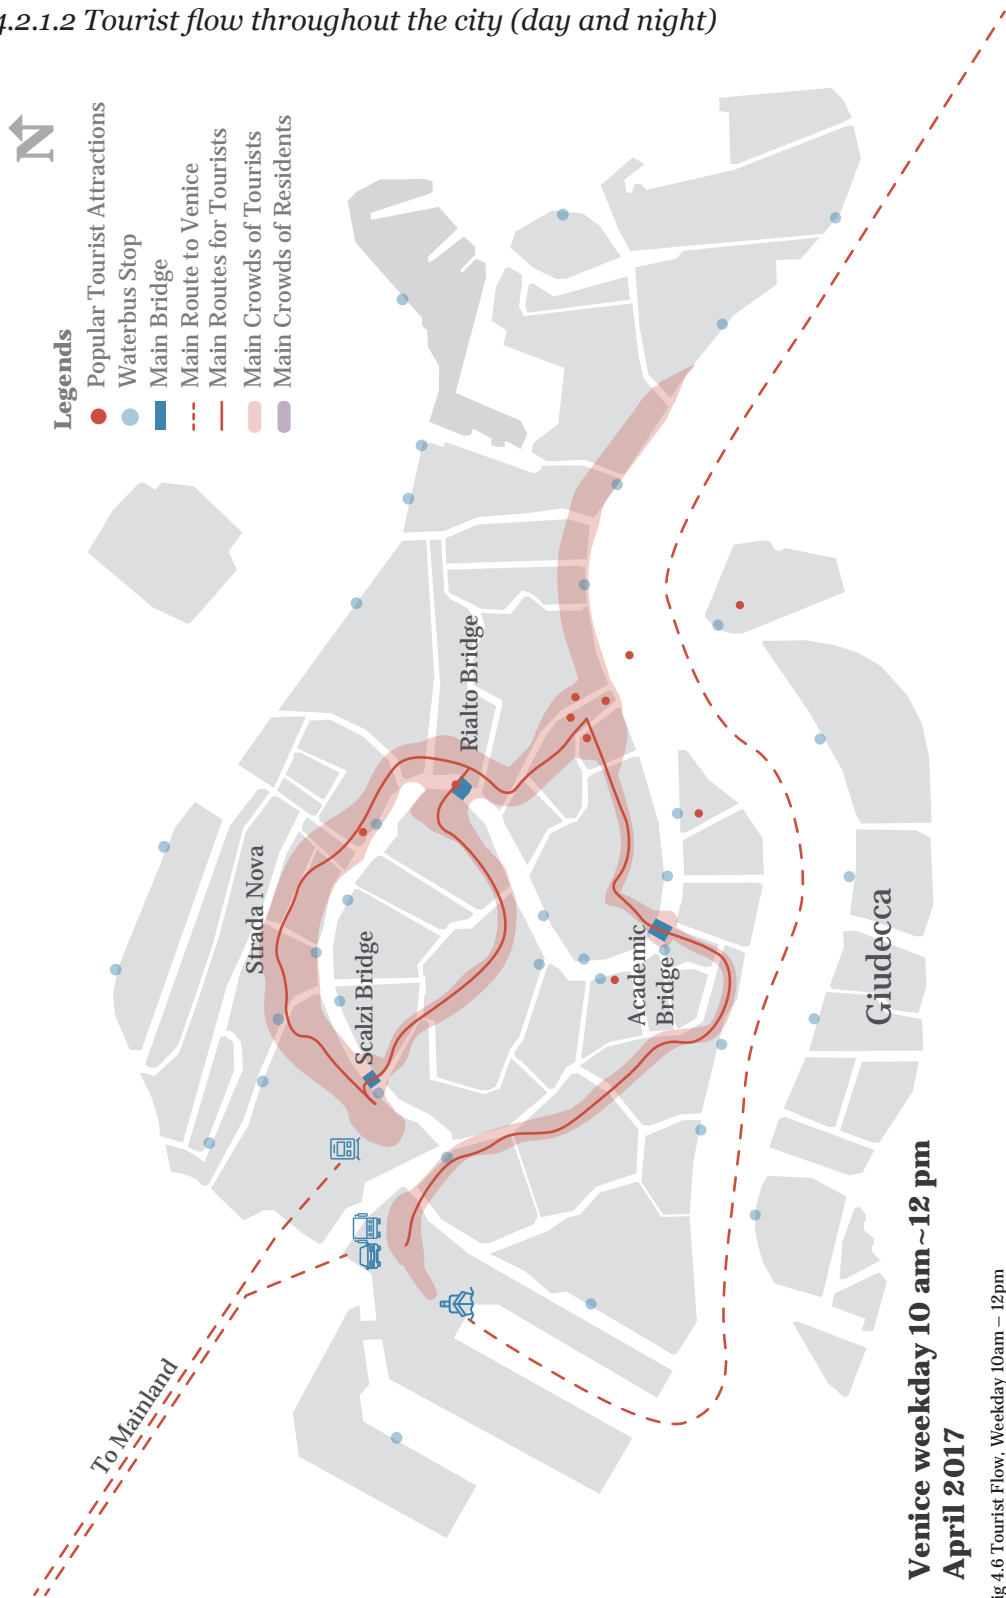 4.2.1.2 Tourist flow throughout the city (day and night)
N
Legends
Popular Tourist Attractions
Waterbus Stop
Main Bridge
Main Route to Venice
Main Routes for Tourists
Main Crowds of Tourists
Main Crowds of Residents
To Mainland
Strada Nova
Scalzi Bridge
Rialto Bridge
Academic
Bridge
Giudecca
Venice weekday 10 am~12 pm
April 2017
ig 4.6 Tourist Flow, Weekday 10am – 12pm